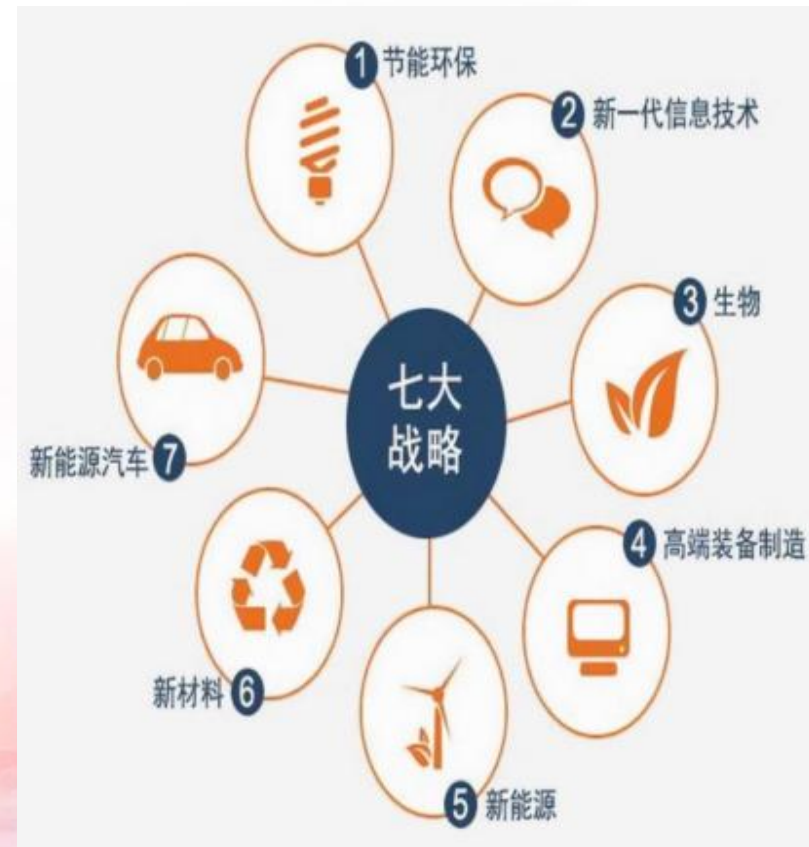 1 节能环保
2 新一代信息技术
3 生物
七大
战略
4 高端装备制造
5 新能源
新材料 6
新能源汽车 7